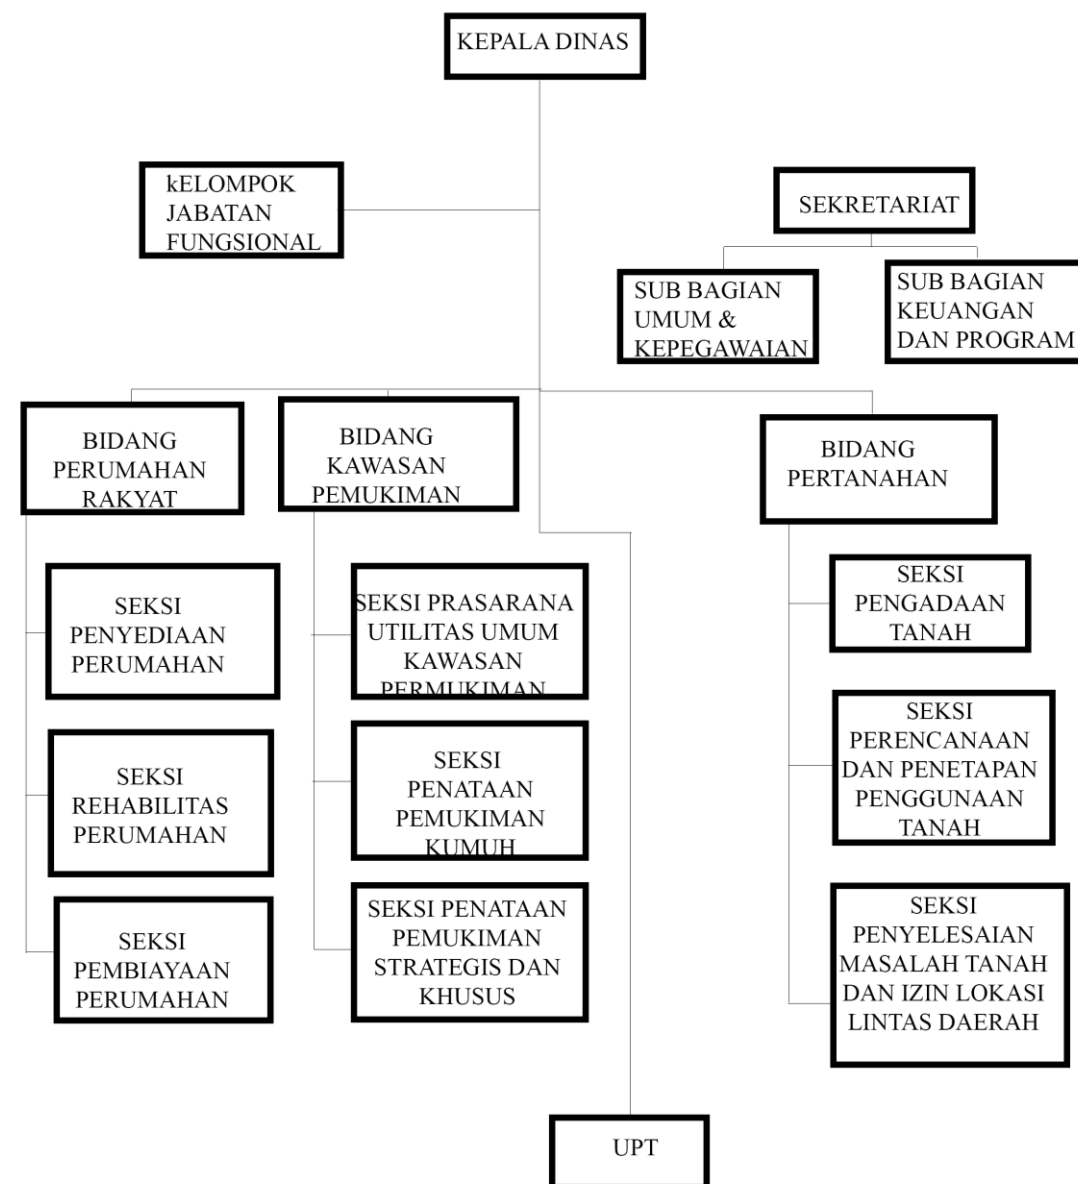 KEPALA DINAS
kELOMPOK
JABATAN
FUNGSIONAL
SEKRETARIAT
SUB BAGIAN
UMUM &
KEPEGAWAIAN
SUB BAGIAN
KEUANGAN
DAN PROGRAM
BIDANG
PERUMAHAN
RAKYAT
BIDANG
KAWASAN
PEMUKIMAN
BIDANG
PERTANAHAN
SEKSI
PENYEDIAAN
PERUMAHAN
SEKSI
REHABILITAS
PERUMAHAN
SEKSI
PEMBIAYAAN
PERUMAHAN
SEKSI PRASARANA
UTILITAS UMUM
KAWASAN
PERMUKIMAN
SEKSI
PENATAAN
PEMUKIMAN
KUMUH
SEKSI PENATAAN
PEMUKIMAN
STRATEGIS DAN
KHUSUS
SEKSI
PENGADAAN
TANAH
SEKSI
PERENCANAAN
DAN PENETAPAN
PENGGUNAAN
TANAH
SEKSI
PENYELESAIAN
MASALAH TANAH
DAN IZIN LOKASI
LINTAS DAERAH
UPT